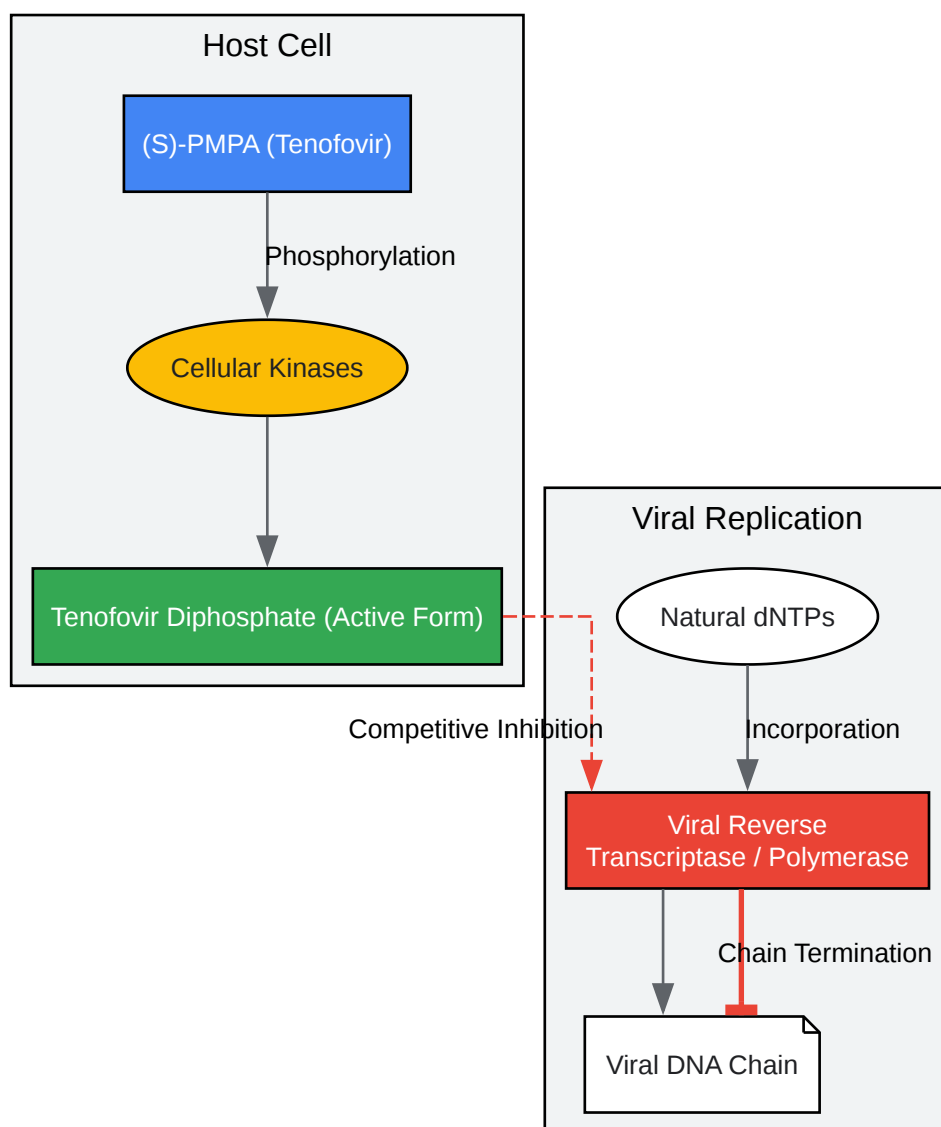 Host Cell
(S)-PMPA (Tenofovir)
Phosphorylation
Cellular Kinases
Tenofovir Diphosphate (Active Form)
Viral Replication
Natural dNTPs
Competitive Inhibition
Incorporation
Viral Reverse
Transcriptase / Polymerase
Chain Termination
Viral DNA Chain